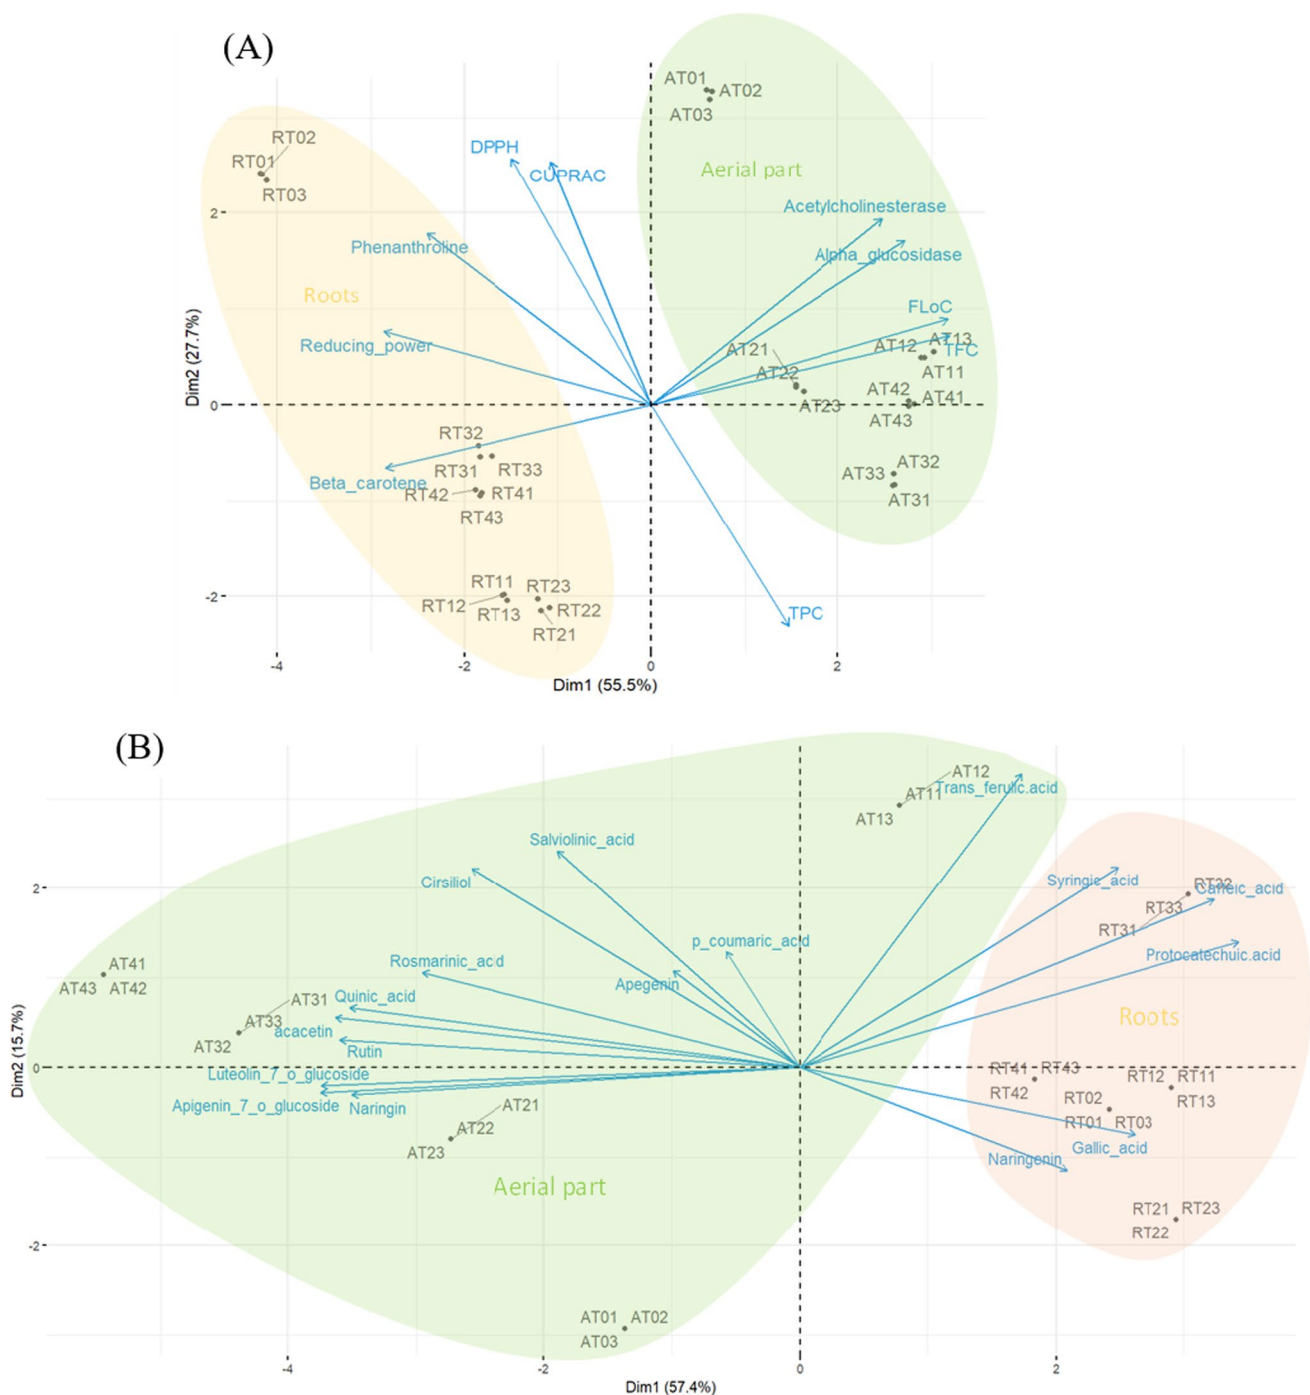 (A)
AT01
AT02
AT03
RT02
RT01
RT03
DPPH
CUPRAC
Aerial part
Acetylcholinesterase
Phenanthroline
Alpha_glucosidase
Roots
FLoC
Reducing_power
AT21
AT12
AT13
TFC
AT22
AT11
AT42
AT41
AT23
AT43
RT32
RT31
RT33
Beta_carotene
RT42
RT41
RT43
AT33
AT32
AT31
RT11
RT23
RT12
RT13
RT22
RT21
TPC
2
0
-2
-4
-2
0
2
Dim2 (27.7%)
Dim1 (55.5%)
(B)
AT12
AT11
Trans_ferulic.acid
AT13
Salviolinic_acid
Cirsiliol
Syringic_acid
RT32
Caffeic_acid
RT33
RT31
p_coumaric_acid
Protocatechuic.acid
Rosmarinic_acid
Apegenin
AT41
AT43
AT42
AT31
Quinic_acid
AT33
acacetin
AT32
Rutin
Roots
Luteolin_7_o_glucoside
Apigenin_7_o_glucoside
Naringin
AT21
AT22
AT23
RT41
RT43
RT42
RT12
RT11
RT13
RT02
RT01
RT03
Gallic_acid
Naringenin
Aerial part
RT21
RT23
RT22
AT01
AT02
AT03
2
0
-2
-4
-2
0
2
Dim2 (15.7%)
Dim1 (57.4%)